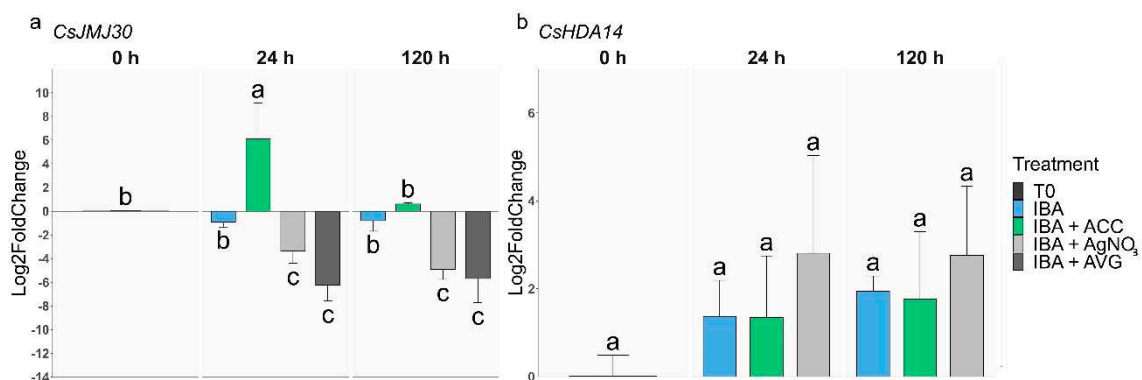 a CsJMJ30
0 h 24 h 120 h
Log2FoldChange
10
8
6
4
2
0
-2
-4
-6
-8
-10
-12
-14
b
b
a
c
c
b
b
c
c
b CsHDA14
0 h 24 h 120 h
Log2FoldChange
6
4
2
0
a
a
a
a
a
a
a
Treatment
T0
IBA
IBA + ACC
IBA + AgNO₃
IBA + AVG